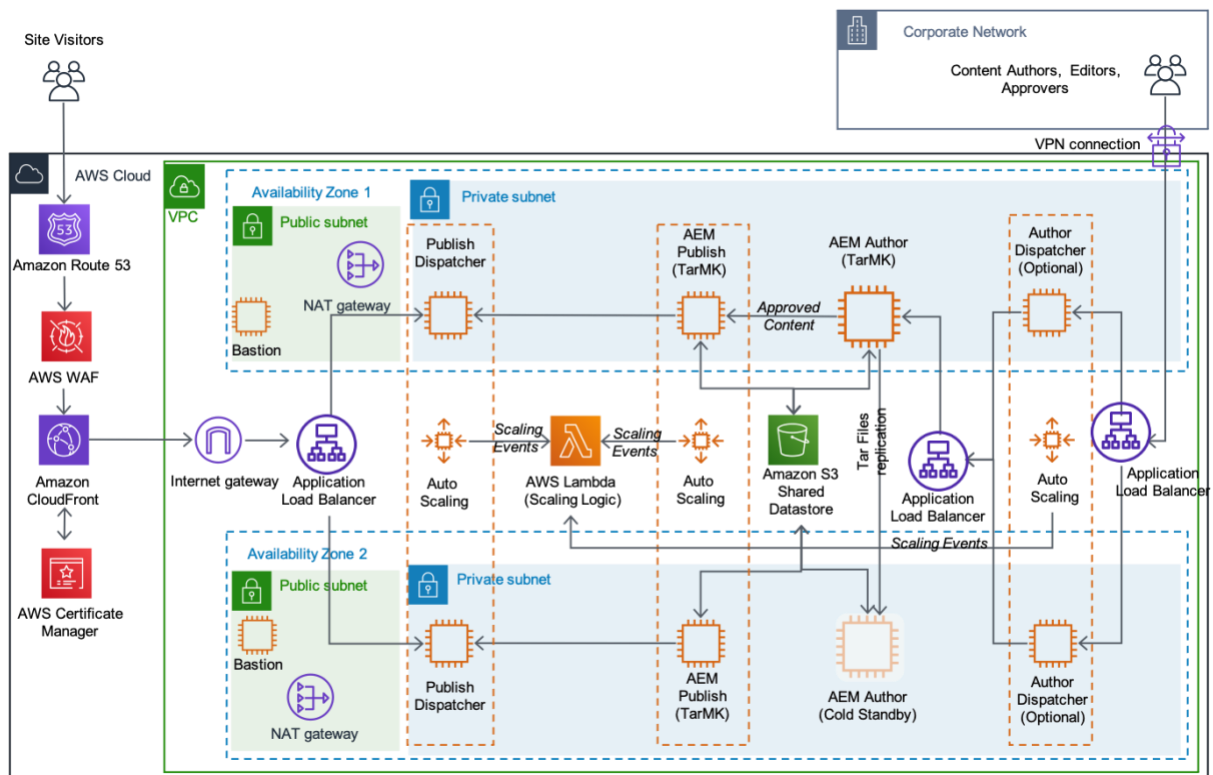 Site Visitors
Corporate Network
Content Authors, Editors,
Approvers
VPN connection
AWS Cloud
VPC
Availability Zone 1
Public subnet
Private subnet
NAT gateway
Bastion
Publish
Dispatcher
AEM
Publish
(TarMK)
Approved
Content
AEM Author
(TarMK)
Author
Dispatcher
(Optional)
53
Amazon Route 53
AWS WAF
Amazon
CloudFront
AWS Certificate
Manager
Internet gateway
Application
Load Balancer
Auto
Scaling
Scaling
Events
AWS Lambda
(Scaling Logic)
Scaling
Events
Auto
Scaling
Amazon S3
Shared
Datastore
Tar Files
replication
Application
Load Balancer
Auto
Scaling
Application
Load Balancer
Scaling Events
Availability Zone 2
Public subnet
Private subnet
Bastion
NAT gateway
Publish
Dispatcher
AEM
Publish
(TarMK)
AEM Author
(Cold Standby)
Author
Dispatcher
(Optional)